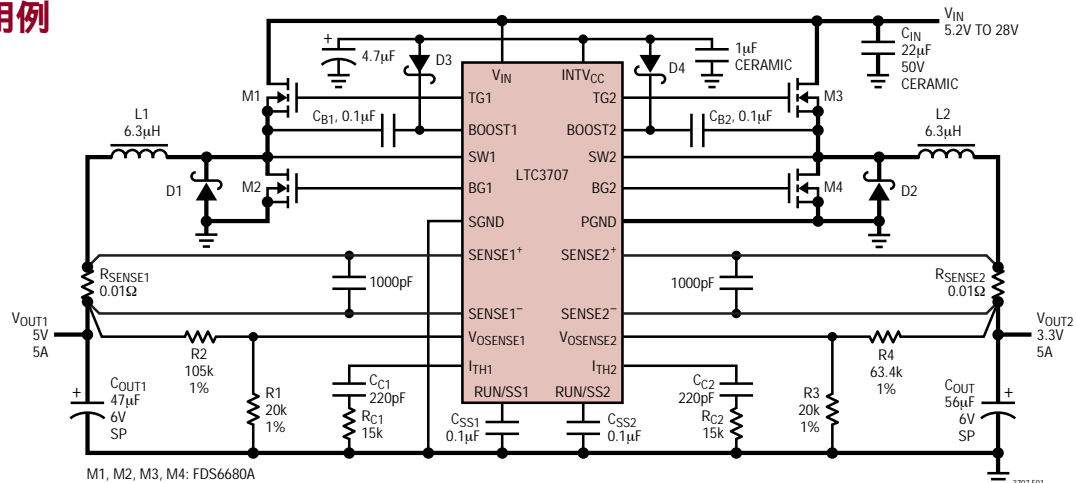 用例
VIN
5.2V TO 28V
CIN
22µF
50V
CERAMIC
+
4.7µF
D3
D4
1µF
CERAMIC
VIN
INTVCC
M1
TG1
TG2
M3
L1
6.3µH
CB1, 0.1µF
BOOST1
BOOST2
CB2, 0.1µF
L2
6.3µH
SW1
SW2
LTC3707
D1
M2
BG1
BG2
M4
D2
SGND
PGND
SENSE1+
SENSE2+
RSENSE1
0.01Ω
1000pF
1000pF
RSENSE2
0.01Ω
SENSE1–
SENSE2–
VOUT1
5V
5A
VOSENSE1
VOSENSE2
VOUT2
3.3V
5A
R2
105k
1%
R4
63.4k
1%
ITH1
ITH2
+
COUT1
47µF
6V
SP
R1
20k
1%
CC1
220pF
RC1
15k
RUN/SS1
RUN/SS2
CSS1
0.1µF
CSS2
0.1µF
CC2
220pF
RC2
15k
R3
20k
1%
COUT
56µF
6V
SP
+
M1, M2, M3, M4: FDS6680A
3707 F01